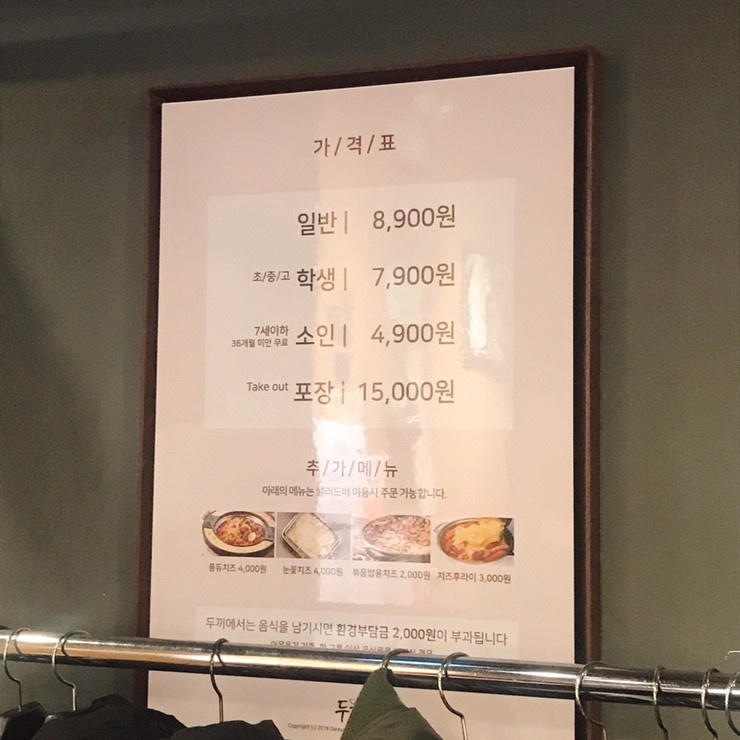 가/격/표
일반 | 8,900원
초/중/고 학생 | 7,900원
7세이하
36개월 미만 무료 소인 | 4,900원
Take out 포장 | 15,000원
추/가/메/뉴
아래의 메뉴는 샐러드바 이용시 주문 가능합니다.
퐁듀치즈 4,000원 눈꽃치즈 4,000원 볶음밥용치즈 2,000원 치즈후라이 3,000원
두끼에서는 음식을 남기시면 환경부담금 2,000원이 부과됩니다
Copyright (c) 2016